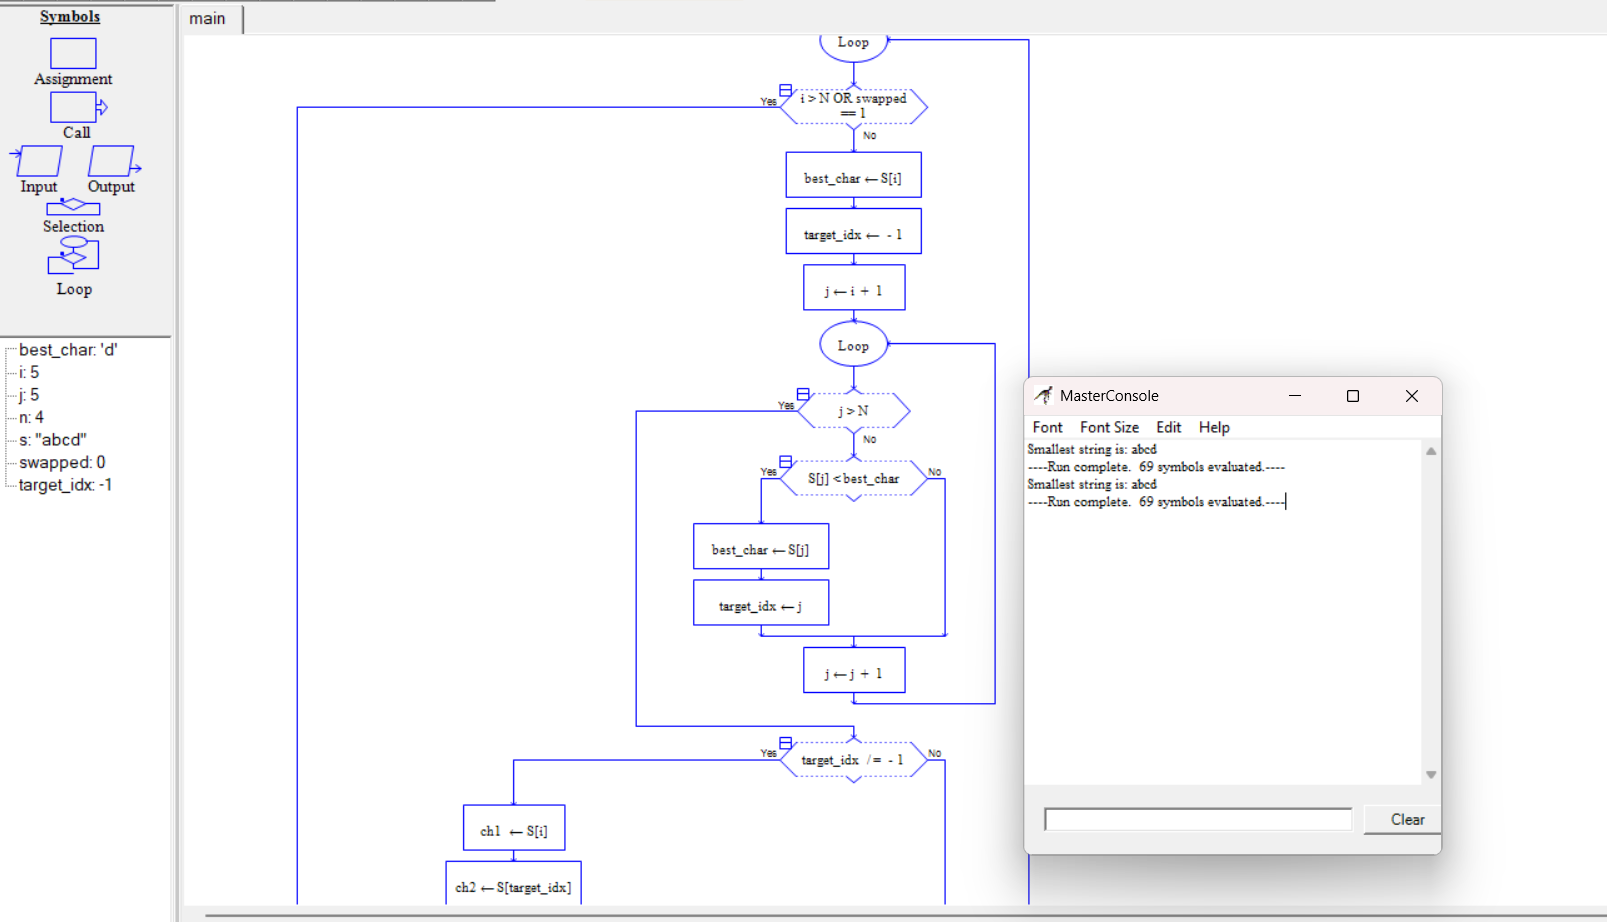 Symbols
Assignment
Call
Input
Output
Selection
Loop
best_char: 'd'
i: 5
j: 5
n: 4
s: "abcd"
swapped: 0
target_idx: -1
main
Loop
i > N OR swapped
== 1
Yes
No
best_char ← S[i]
target_idx ← - 1
j ← i + 1
Loop
j > N
Yes
No
S[j] < best_char
Yes
No
best_char ← S[j]
target_idx ← j
j ← j + 1
target_idx /= - 1
Yes
No
ch1 ← S[i]
ch2 ← S[target_idx]
MasterConsole
Font Font Size Edit Help
Smallest string is: abcd
----Run complete. 69 symbols evaluated.----
Smallest string is: abcd
----Run complete. 69 symbols evaluated.----
Clear